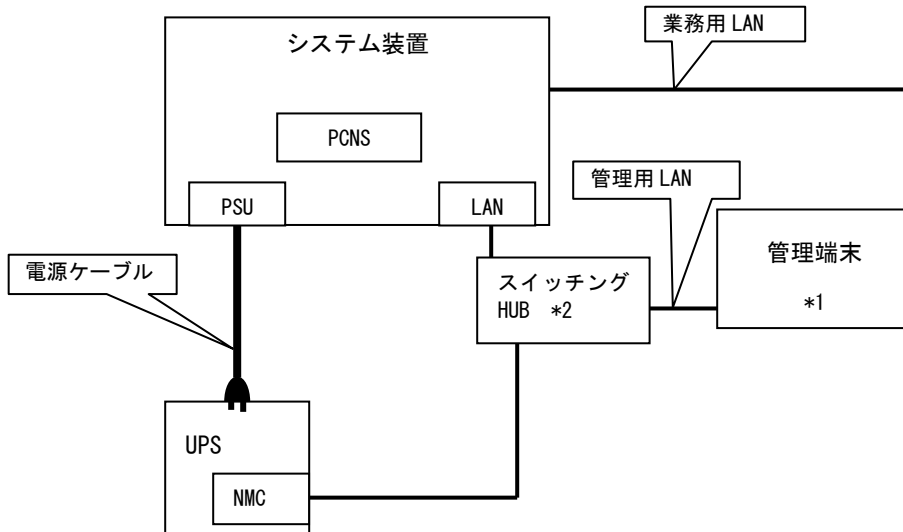 業務用 LAN
システム装置
PCNS
管理用 LAN
PSU
LAN
管理端末
*1
電源ケーブル
スイッチング
HUB *2
UPS
NMC